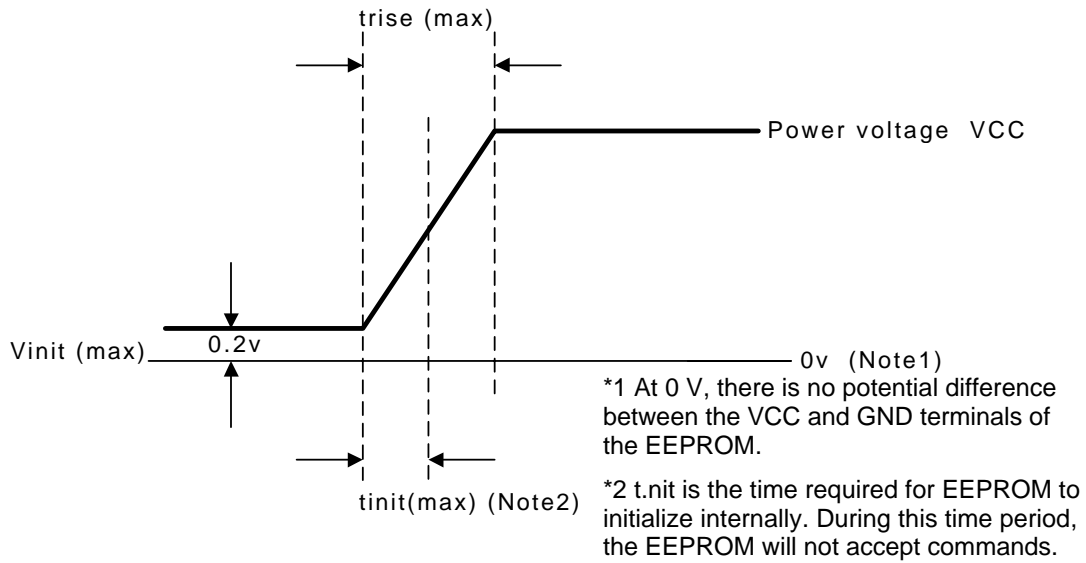 trise (max)
Power voltage VCC
Vinit (max)
0.2v
0v (Note1)
*1 At 0 V, there is no potential difference
between the VCC and GND terminals of
the EEPROM.
tinit(max) (Note2)
*2 t.nit is the time required for EEPROM to
initialize internally. During this time period,
the EEPROM will not accept commands.